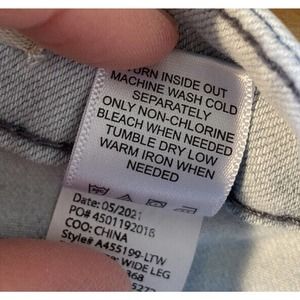 TURN INSIDE OUT
MACHINE WASH COLD
SEPARATELY
ONLY NON-CHLORINE
BLEACH WHEN NEEDED
TUMBLE DRY LOW
WARM IRON WHEN
NEEDED
Date: 05/2021
PO# 4501192018
COO: CHINA
Style# A455199-LTW
WIDE LEG